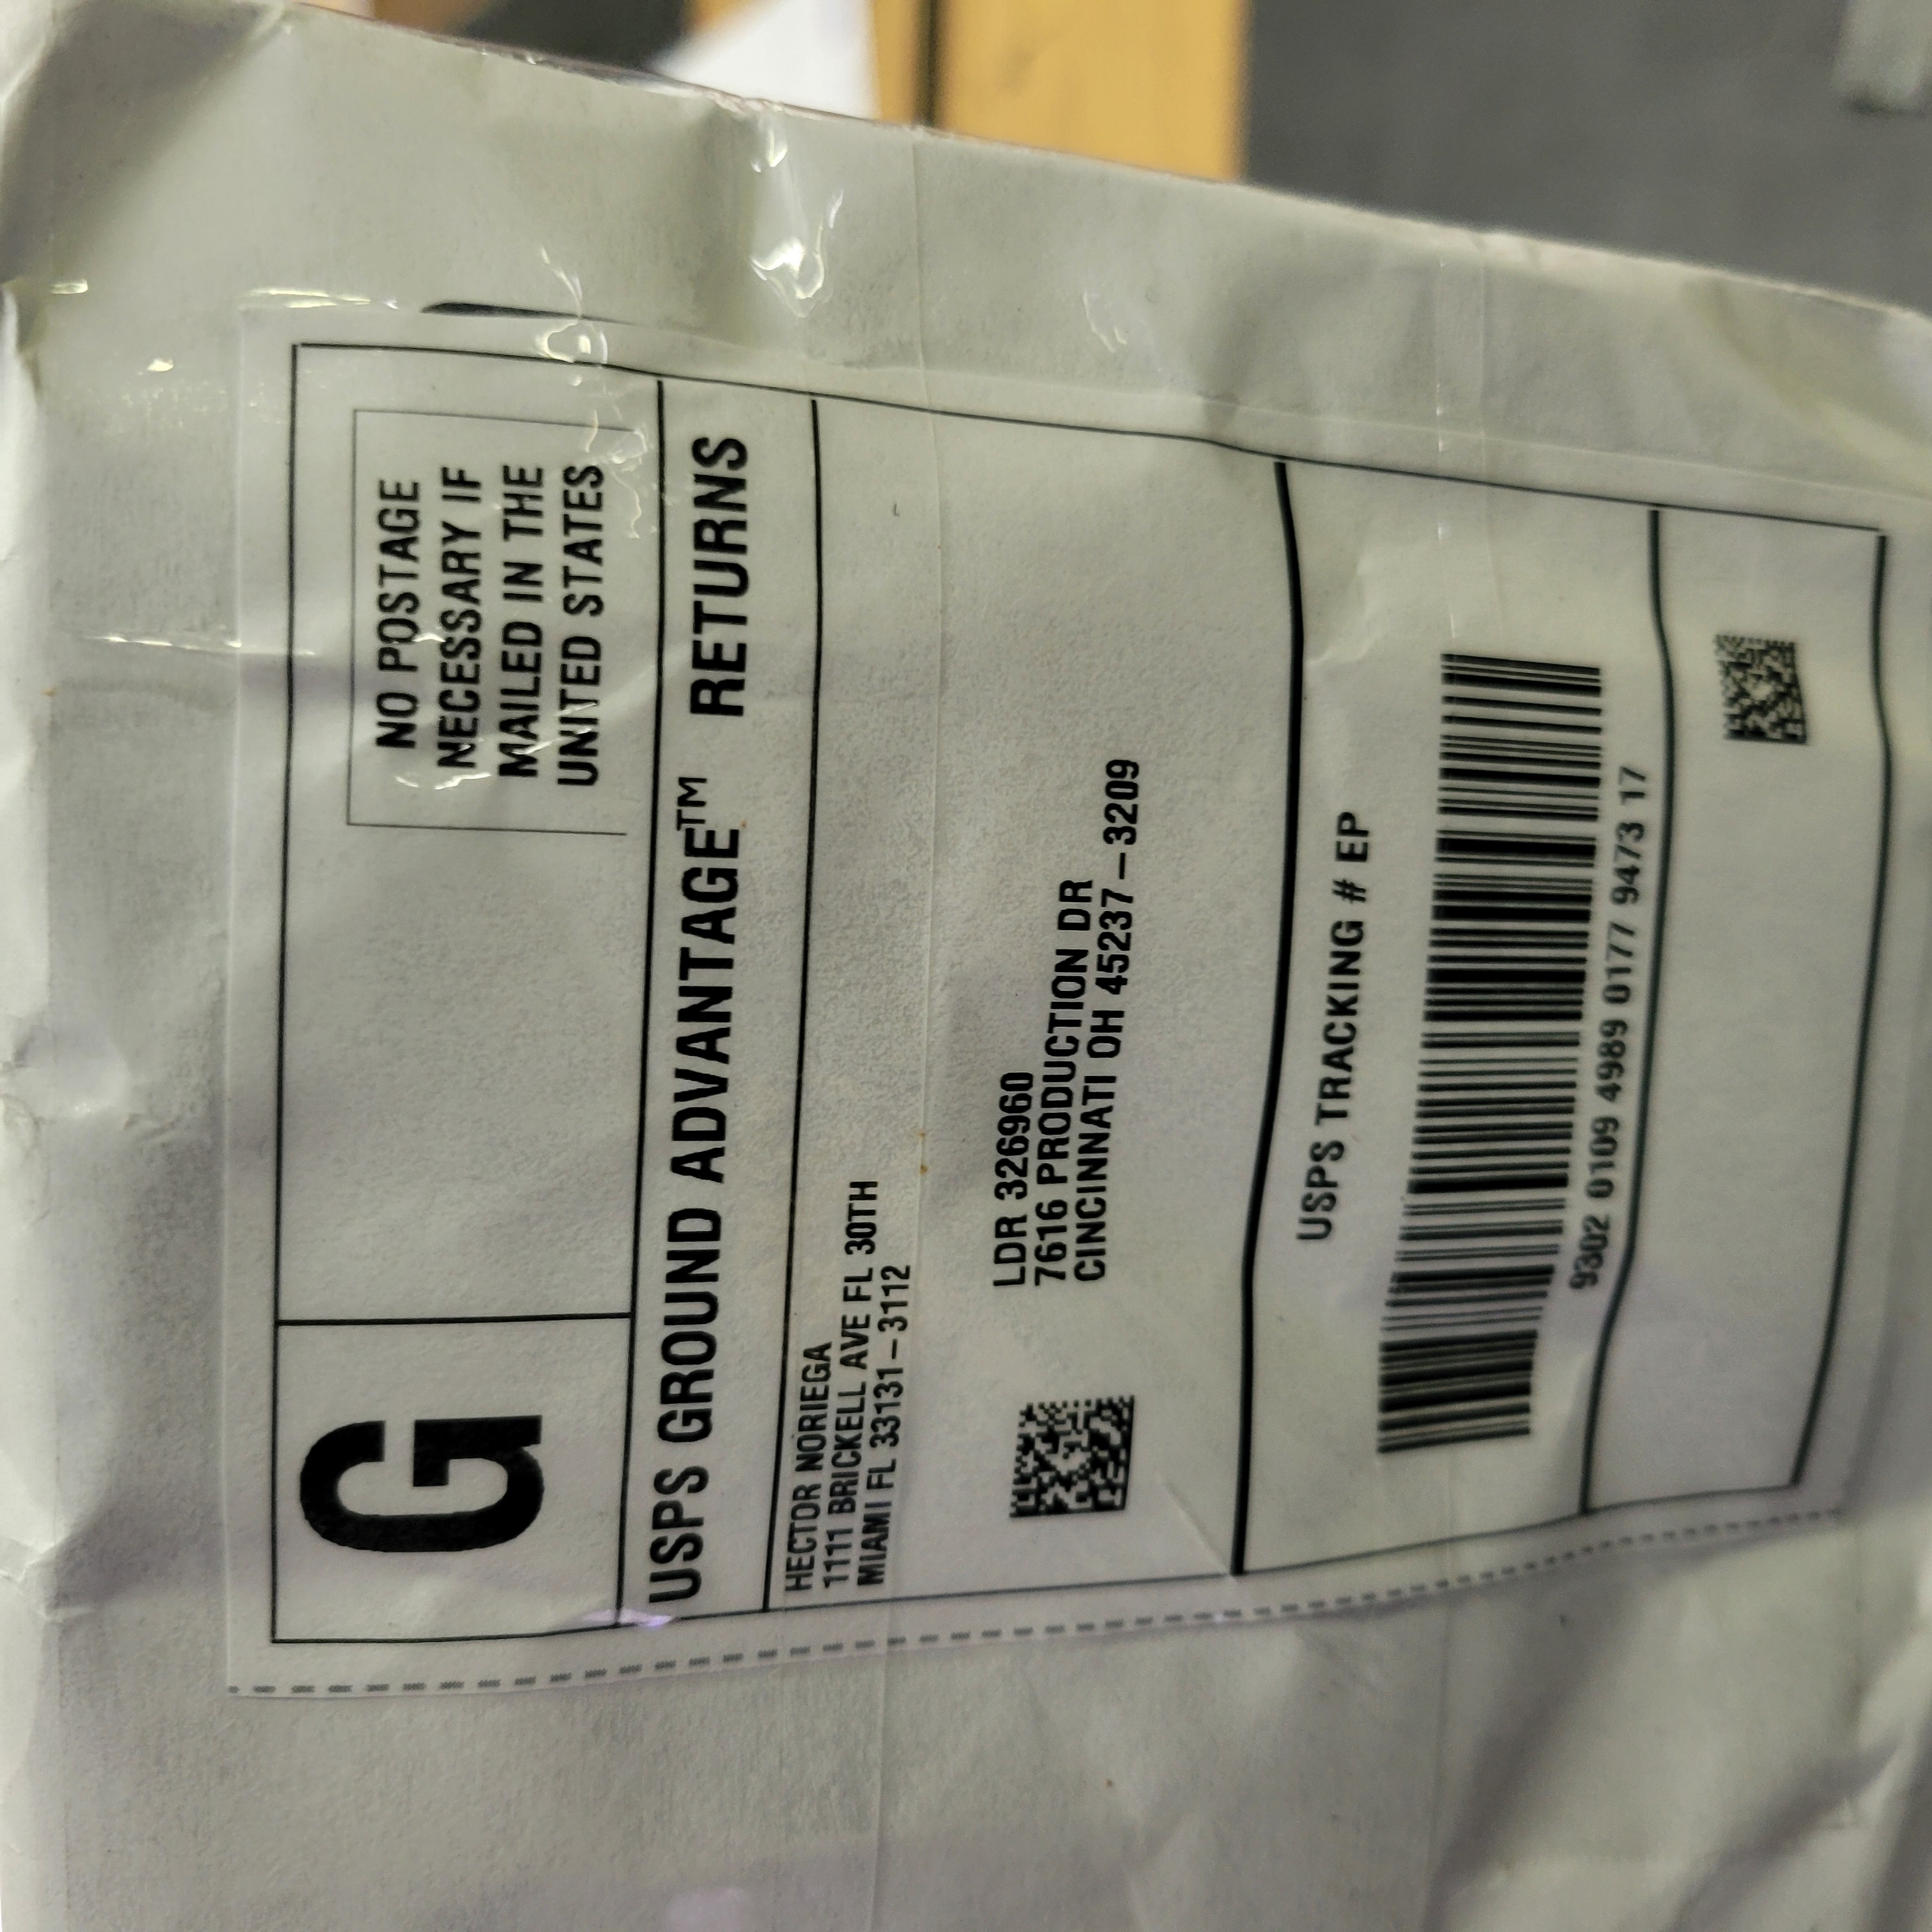 G
NO POSTAGE
NECESSARY IF
MAILED IN THE
UNITED STATES
USPS GROUND ADVANTAGE™ RETURNS
HECTOR NORIEGA
1111 BRICKELL AVE FL 30TH
MIAMI FL 33131-3112
LDR 326960
7616 PRODUCTION DR
CINCINNATI OH 45237-3209
USPS TRACKING # EP
9302 0109 4989 0177 9473 17